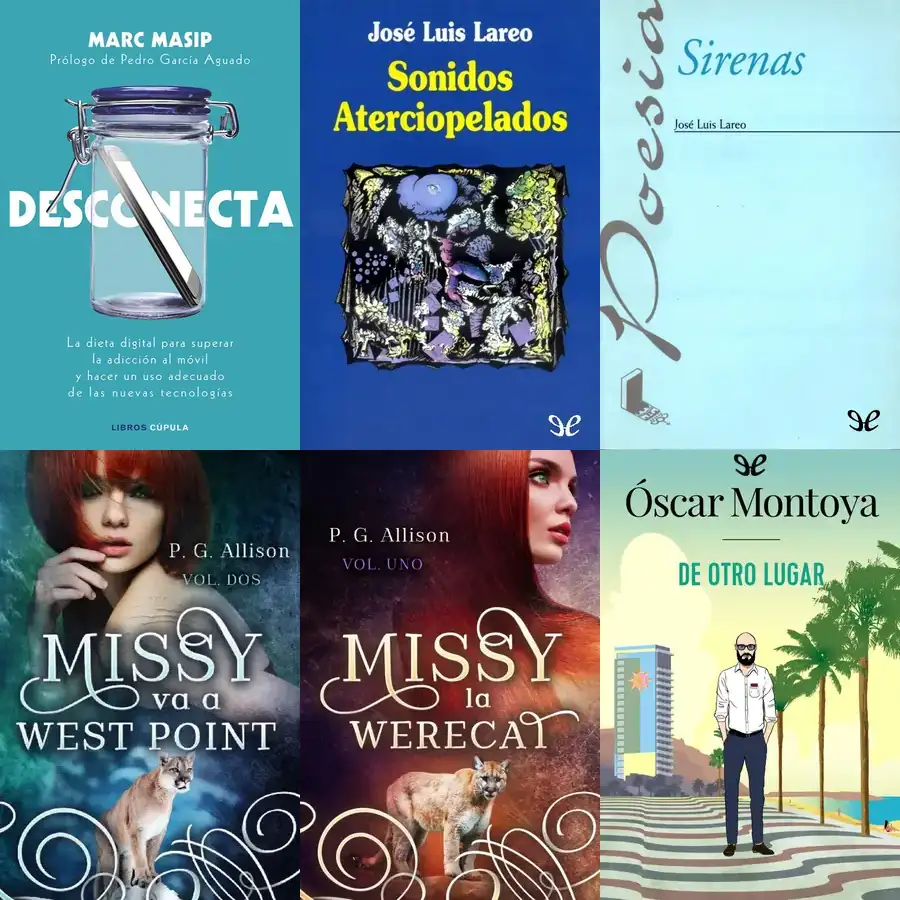 MARC MASIP
Prólogo de Pedro García Aguado
DESCONECTA
La dieta digital para superar
la adicción al móvil
y hacer un uso adecuado
de las nuevas tecnologías
LIBROS CÚPULA
José Luis Lareo
Sonidos
Aterciopelados
Poesía
Sirenas
José Luis Lareo
P. G. Allison
VOL. DOS
MISSY
va a
WEST POINT
P. G. Allison
VOL. UNO
MISSY
la
WERECAT
Óscar Montoya
DE OTRO LUGAR